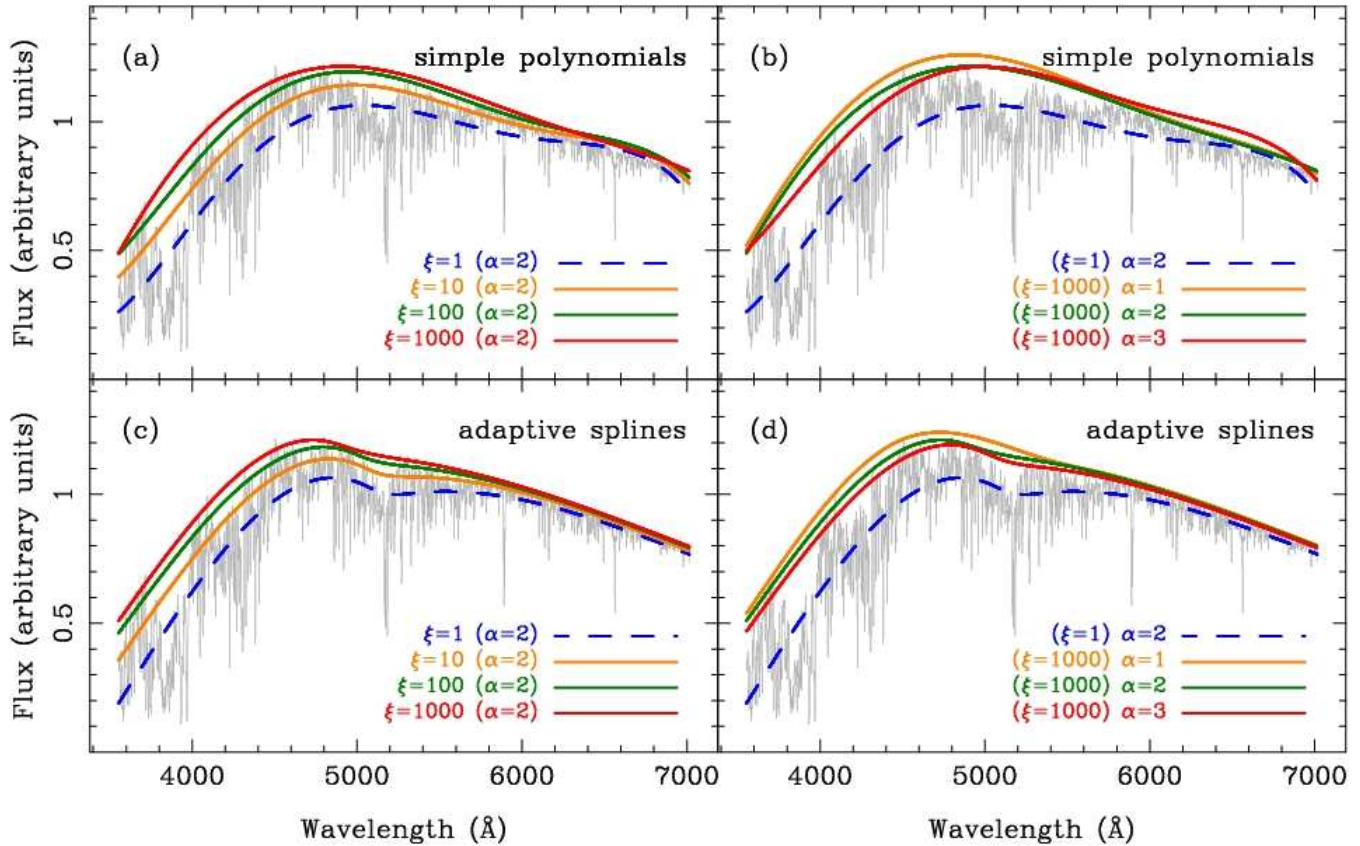 (a) simple polynomials
ξ=1 (α=2)
ξ=10 (α=2)
ξ=100 (α=2)
ξ=1000 (α=2)
(b) simple polynomials
(ξ=1) α=2
(ξ=1000) α=1
(ξ=1000) α=2
(ξ=1000) α=3
Flux (arbitrary units)
1
0.5
(c) adaptive splines
ξ=1 (α=2)
ξ=10 (α=2)
ξ=100 (α=2)
ξ=1000 (α=2)
(d) adaptive splines
(ξ=1) α=2
(ξ=1000) α=1
(ξ=1000) α=2
(ξ=1000) α=3
Flux (arbitrary units)
1
0.5
4000 5000 6000 7000
4000 5000 6000 7000
Wavelength (Å)
Wavelength (Å)